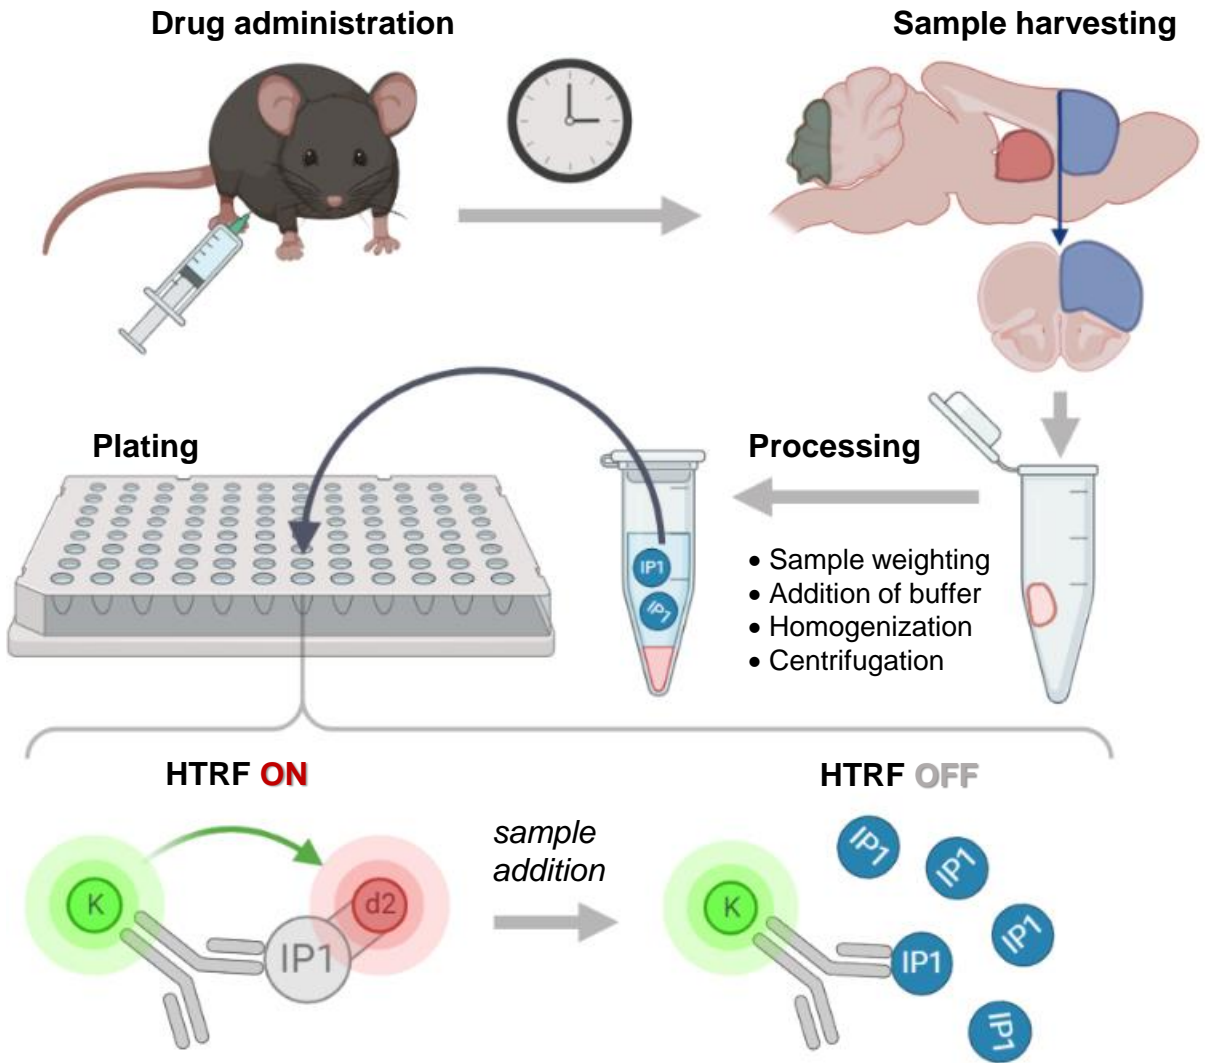 Drug administration
Sample harvesting
Plating
Processing
IP1
IP1
• Sample weighting
• Addition of buffer
• Homogenization
• Centrifugation
HTRF ON
HTRF OFF
sample
addition
K
d2
IP1
K
IP1
IP1
IP1
IP1
IP1